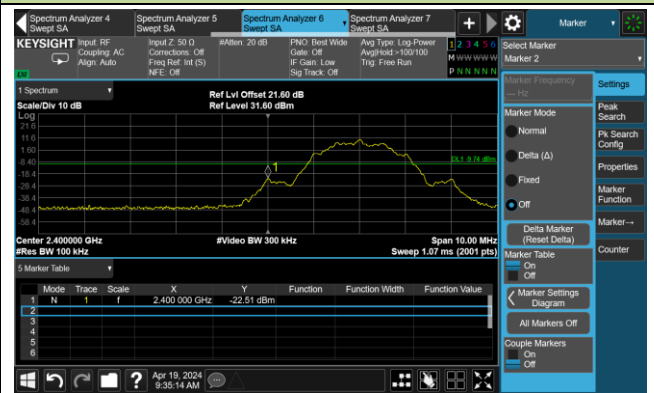 Spectrum Analyzer 4
Swept SA
Spectrum Analyzer 5
Swept SA
Spectrum Analyzer 6
Swept SA
Spectrum Analyzer 7
Swept SA
+
Marker
KEYSIGHT
LXI
Input: RF
Coupling: AC
Align: Auto
Input Z: 50 Ω
Corrections: Off
Freq Ref: Int (S)
NFE: Off
#Atten: 20 dB
PNO: Best Wide
Gate: Off
IF Gain: Low
Sig Track: Off
Avg Type: Log-Power
Avg|Hold:>100/100
Trig: Free Run
1 2 3 4 5 6
M W W W W W
P N N N N N
Select Marker
Marker 2
1 Spectrum
Scale/Div 10 dB
Log
Ref Lvl Offset 21.60 dB
Ref Level 31.60 dBm
21.6
11.6
1.60
-8.40
-18.4
-28.4
-38.4
-48.4
-58.4
1
DL1 -9.74 dBm
Center 2.400000 GHz
#Res BW 100 kHz
#Video BW 300 kHz
Span 10.00 MHz
Sweep 1.07 ms (2001 pts)
5 Marker Table
Mode Trace Scale X Y Function Function Width Function Value
1 N 1 f 2.400 000 GHz -22.51 dBm
2
3
4
5
6
Marker Frequency
--- Hz
Marker Mode
Normal
Delta (Δ)
Fixed
Off
Delta Marker
(Reset Delta)
Marker Table
On
Off
Marker Settings
Diagram
All Markers Off
Couple Markers
On
Off
Settings
Peak
Search
Pk Search
Config
Properties
Marker
Function
Marker→
Counter
?
Apr 19, 2024
9:35:14 AM